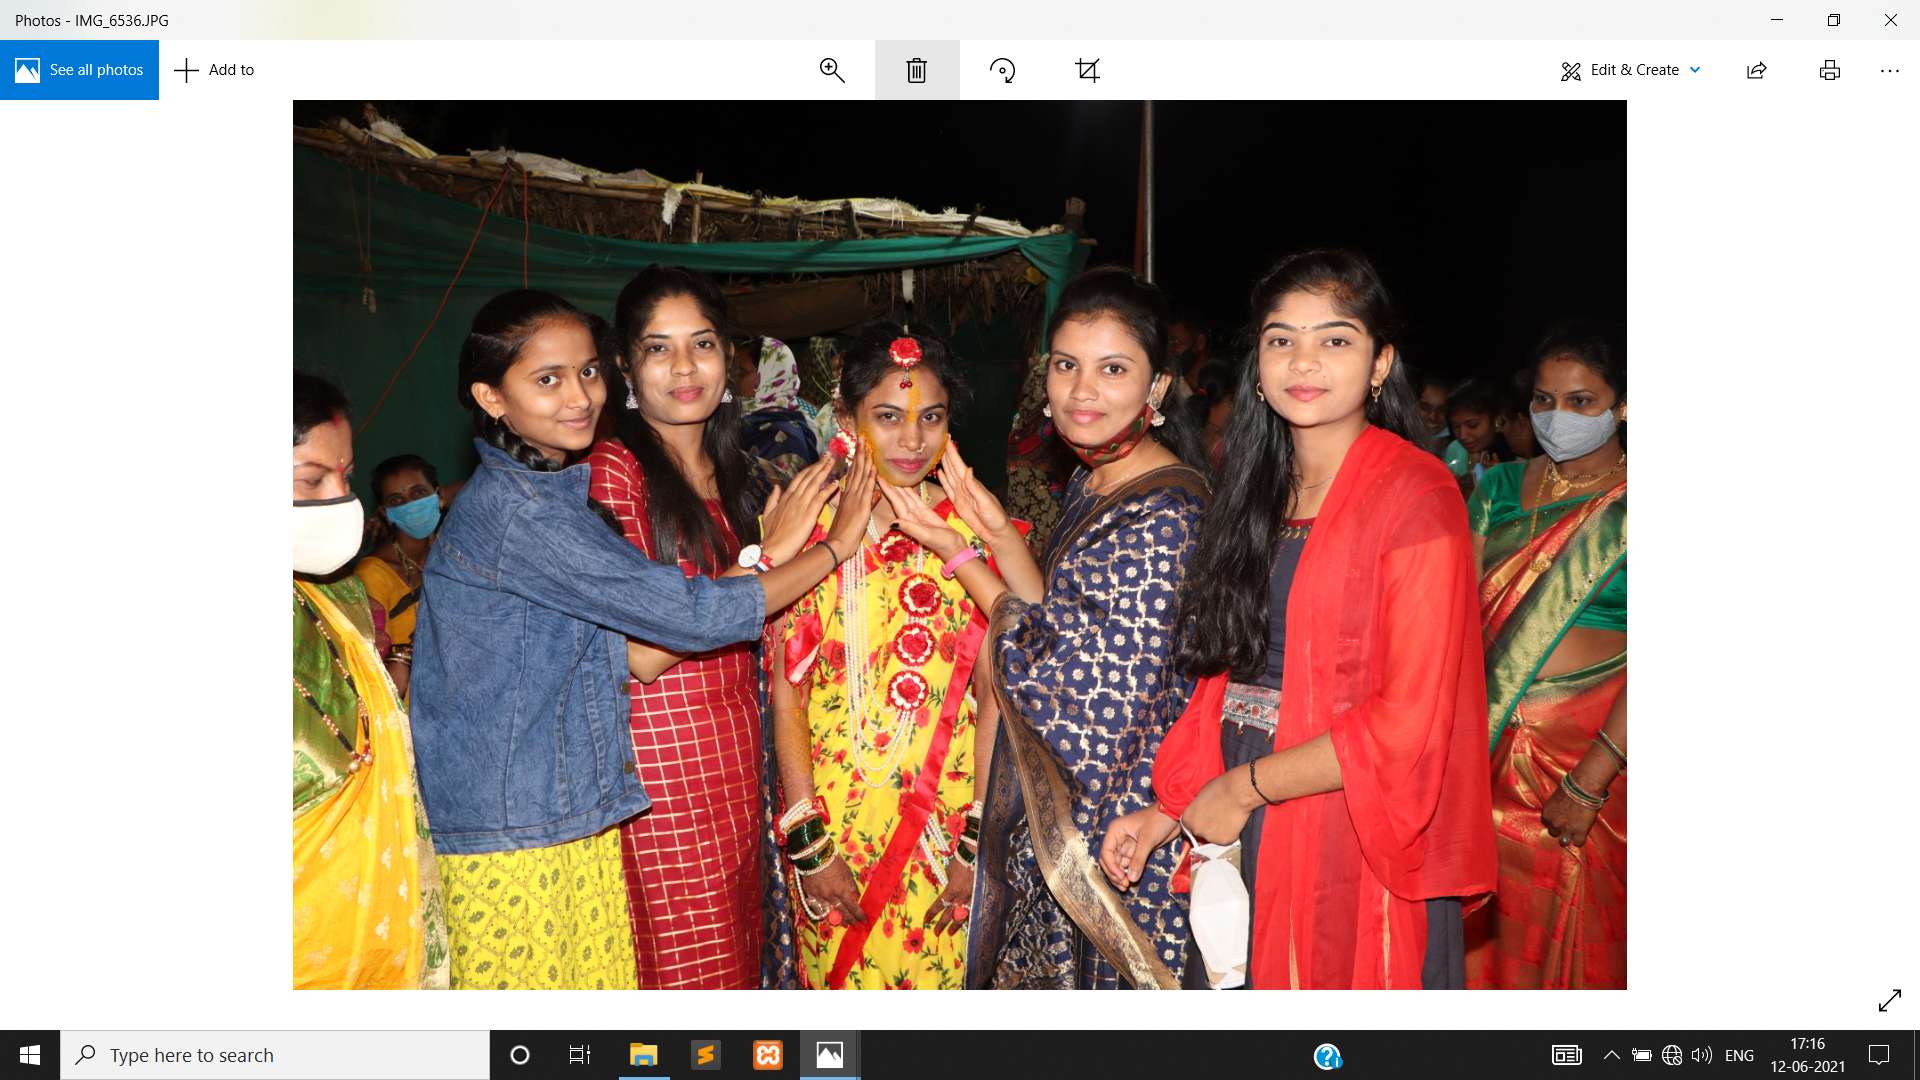 Photos - IMG_6536.JPG
See all photos
Add to
Edit & Create
Type here to search
ENG
17:16
12-06-2021